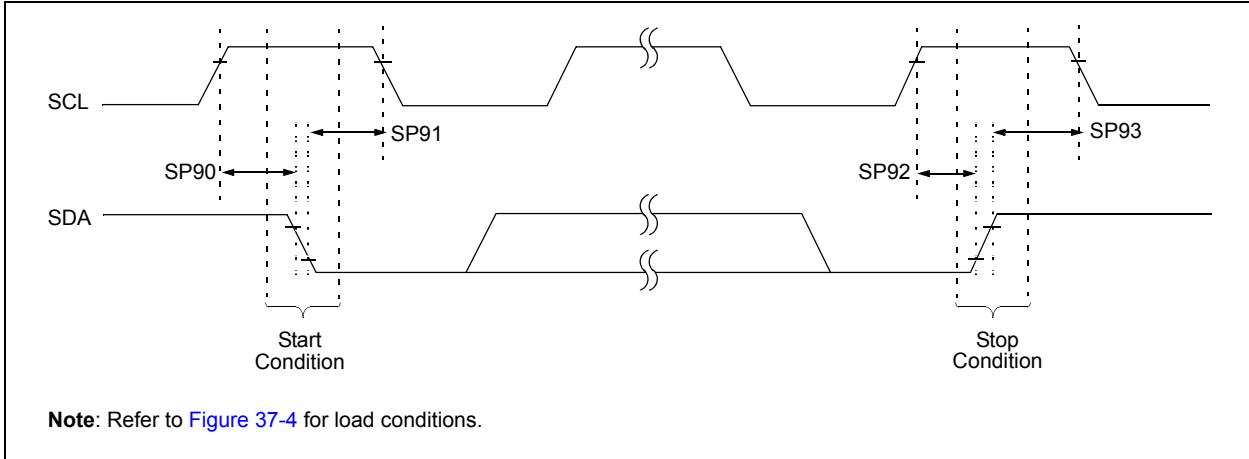 SCL
SP91
SP93
SP90
SP92
SDA
Start
Condition
Stop
Condition
Note: Refer to Figure 37-4 for load conditions.